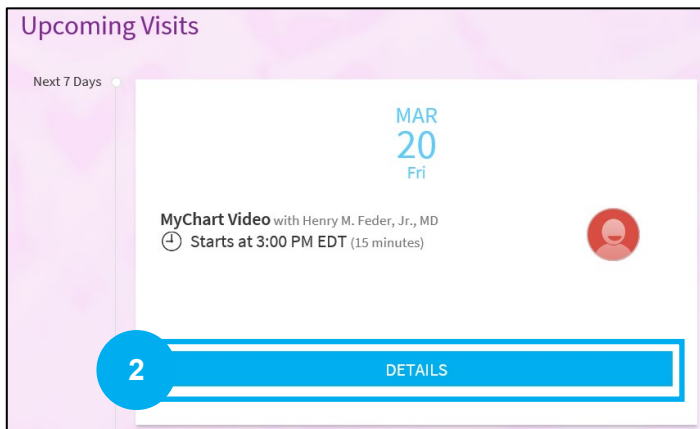 Upcoming Visits
Next 7 Days
MAR
20
Fri
MyChart Video with Henry M. Feder, Jr., MD
Starts at 3:00 PM EDT (15 minutes)
2
DETAILS